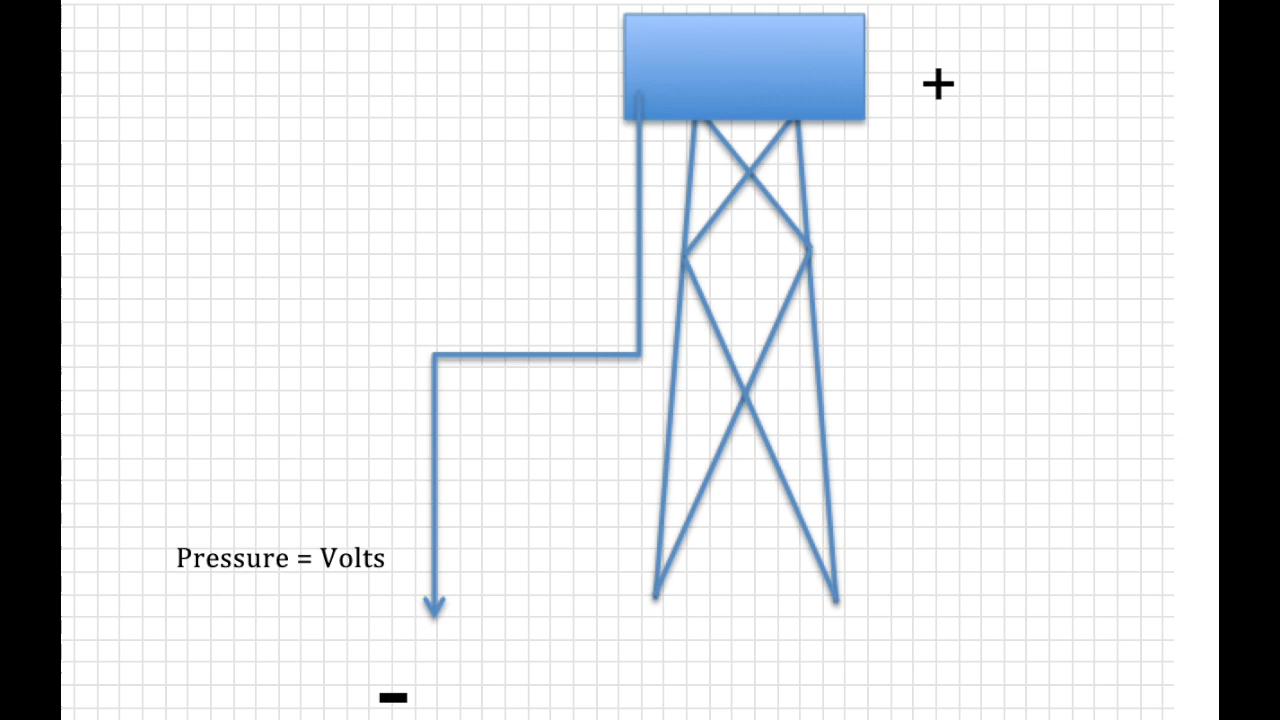 +
Pressure = Volts
-